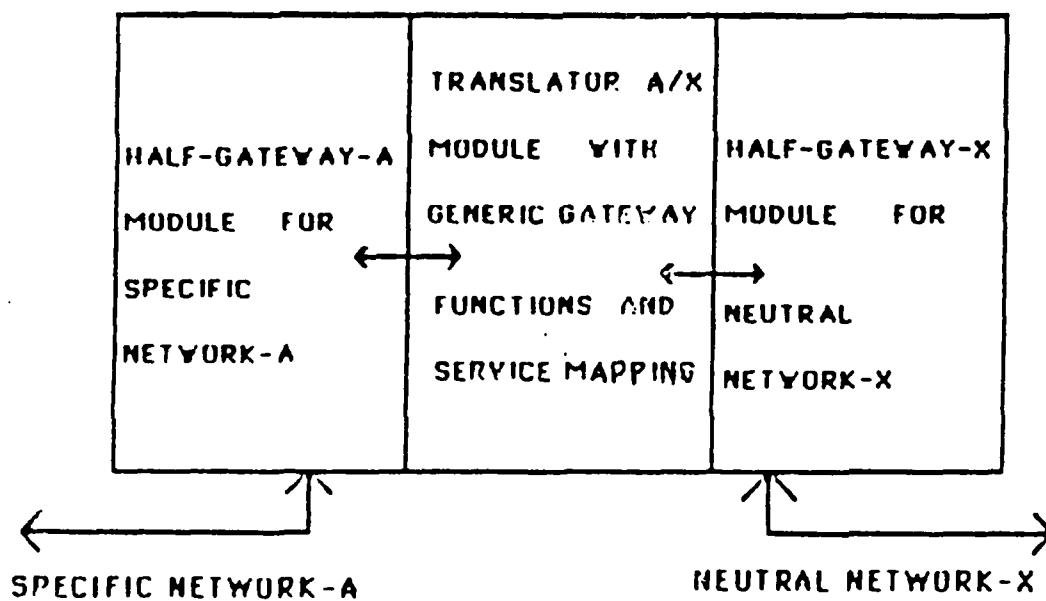 HALF-GATEWAY-A
MODULE FOR
SPECIFIC
NETWORK-A
TRANSLATOR A/X
MODULE WITH
GENERIC GATEWAY
FUNCTIONS AND
SERVICE MAPPING
HALF-GATEWAY-X
MODULE FOR
NEUTRAL
NETWORK-X
SPECIFIC NETWORK-A
NEUTRAL NETWORK-X